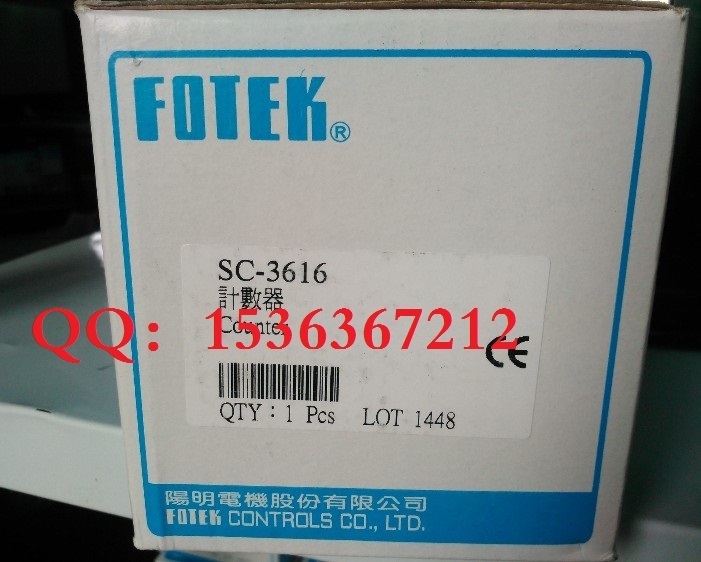 FOTEK®
SC-3616
計數器
QQ：1536367212
Counter
CE
QTY：1 Pcs LOT 1448
陽明電機股份有限公司
FOTEK CONTROLS CO., LTD.